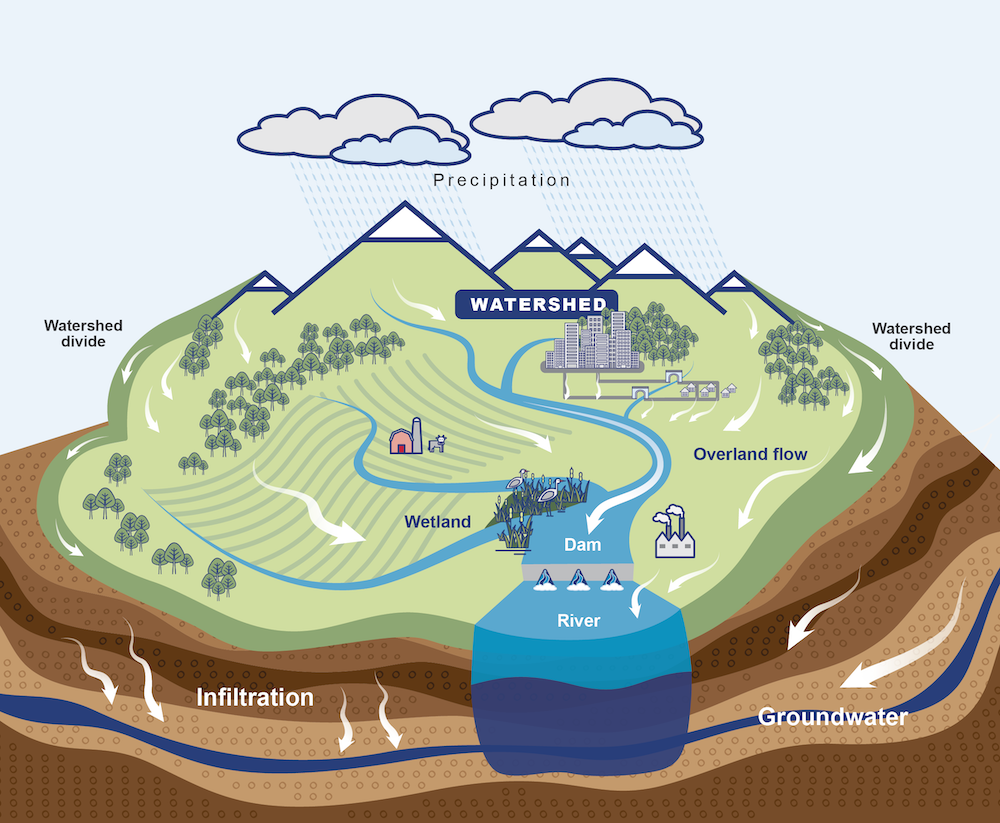 Precipitation
WATERSHED
Watershed
divide
Watershed
divide
Overland flow
Wetland
Dam
River
Infiltration
Groundwater